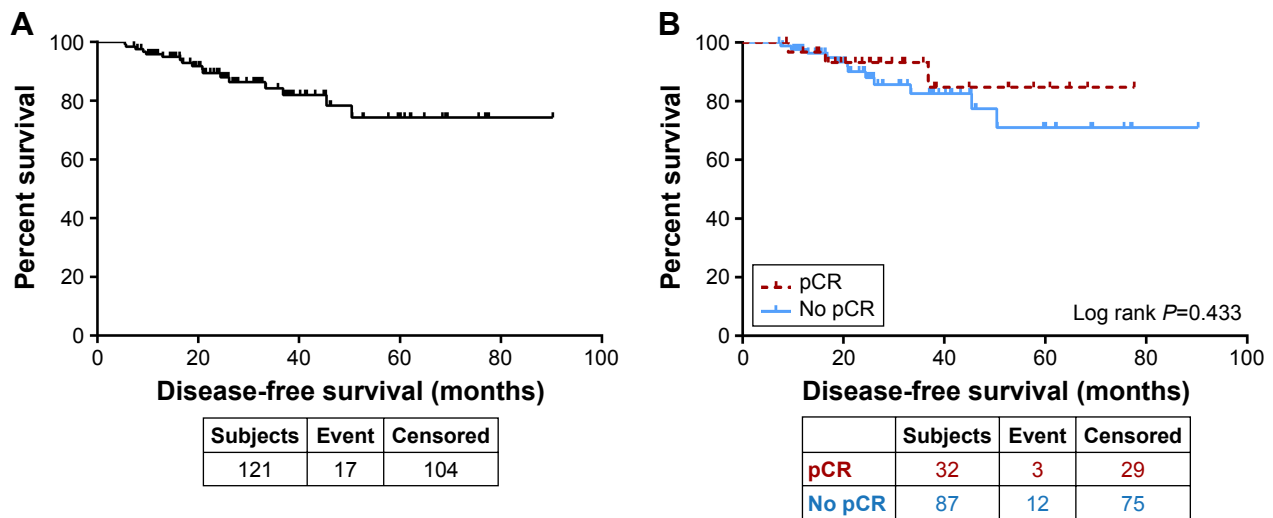 A
Percent survival
100
80
60
40
20
0
0 20 40 60 80 100
Disease-free survival (months)
Subjects Event Censored
121 17 104
B
Percent survival
100
80
60
40
20
0
pCR
No pCR
Log rank P=0.433
0 20 40 60 80 100
Disease-free survival (months)
Subjects Event Censored
pCR 32 3 29
No pCR 87 12 75